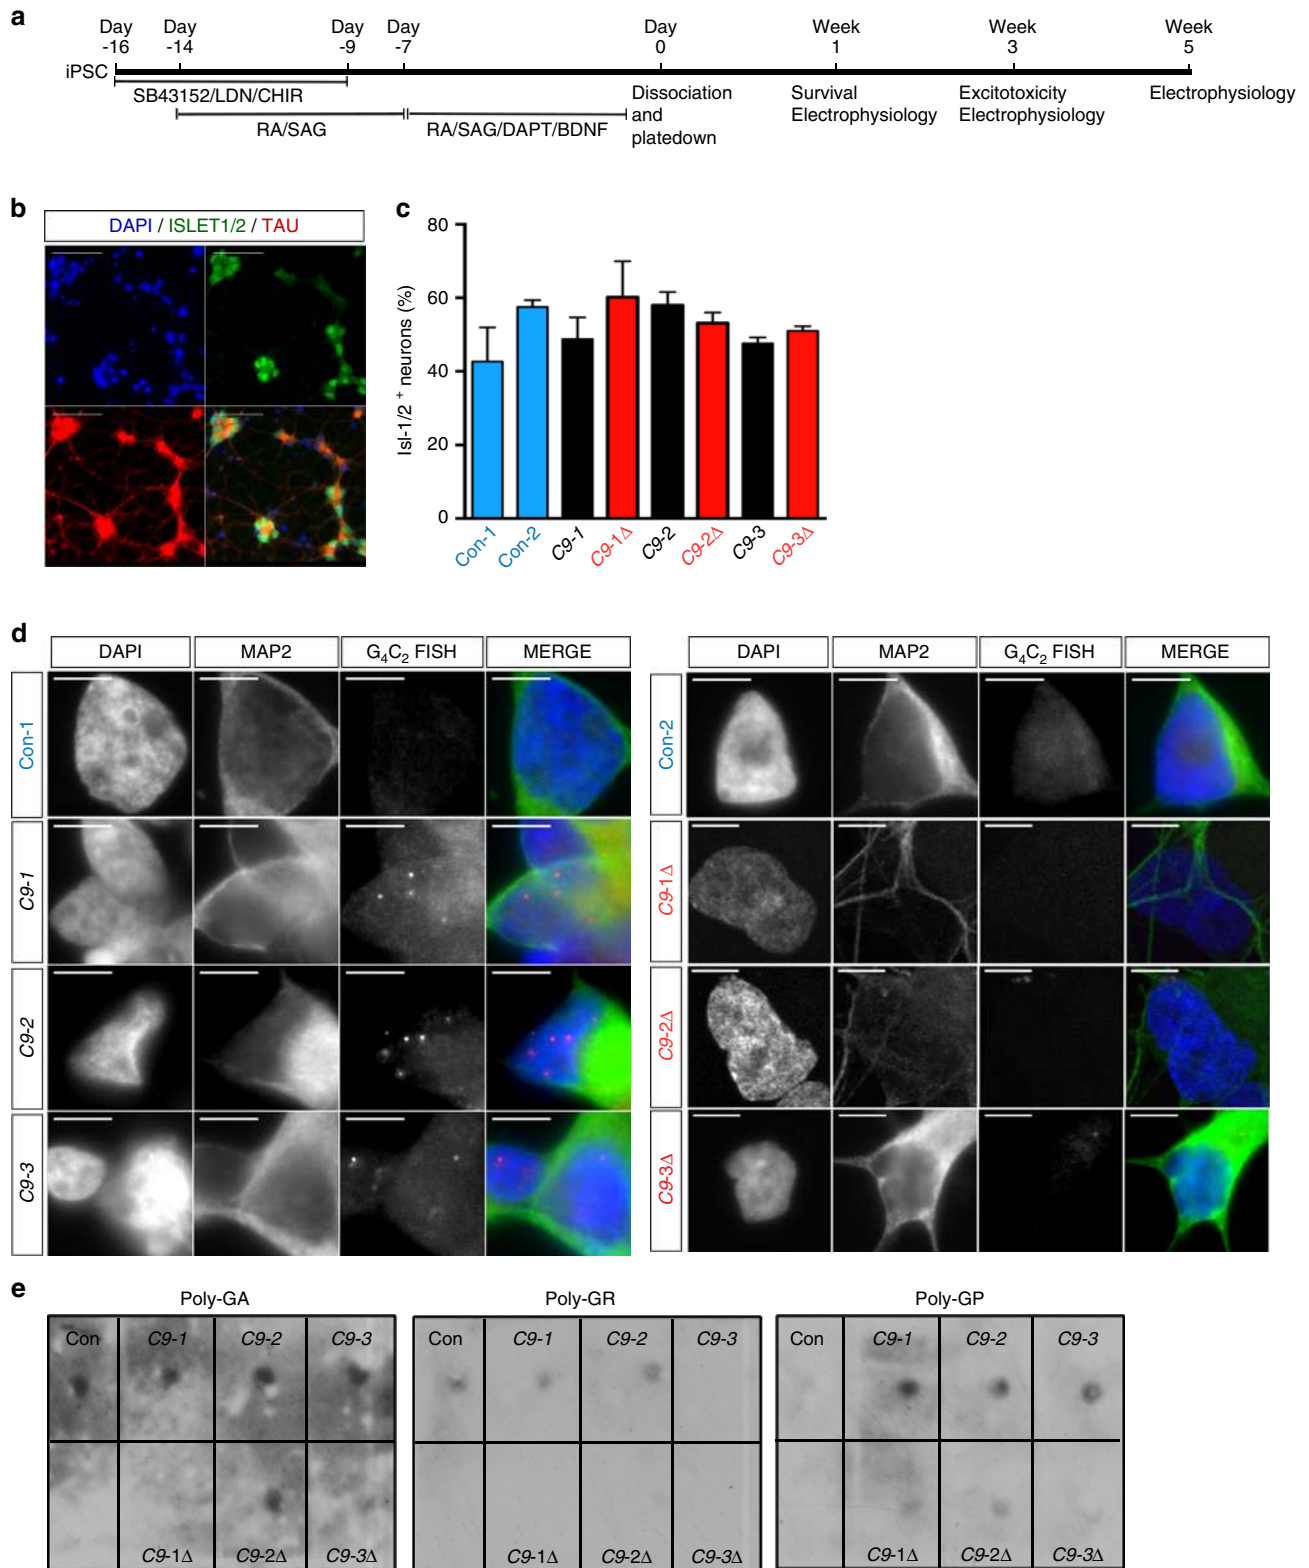 a
Day -16
Day -14
Day -9
Day -7
Day 0
Week 1
Week 3
Week 5
iPSC
SB43152/LDN/CHIR
RA/SAG
RA/SAG/DAPT/BDNF
Dissociation and platedown
Survival Electrophysiology
Excitotoxicity Electrophysiology
Electrophysiology
b
DAPI / ISLET1/2 / TAU
c
Isl-1/2 + neurons (%)
80
60
40
20
0
Con-1
Con-2
C9-1
C9-1Δ
C9-2
C9-2Δ
C9-3
C9-3Δ
d
DAPI MAP2 G₄C₂ FISH MERGE
Con-1
C9-1
C9-2
C9-3
DAPI MAP2 G₄C₂ FISH MERGE
Con-2
C9-1Δ
C9-2Δ
C9-3Δ
e
Poly-GA
Con C9-1 C9-2 C9-3
C9-1Δ C9-2Δ C9-3Δ
Poly-GR
Con C9-1 C9-2 C9-3
C9-1Δ C9-2Δ C9-3Δ
Poly-GP
Con C9-1 C9-2 C9-3
C9-1Δ C9-2Δ C9-3Δ